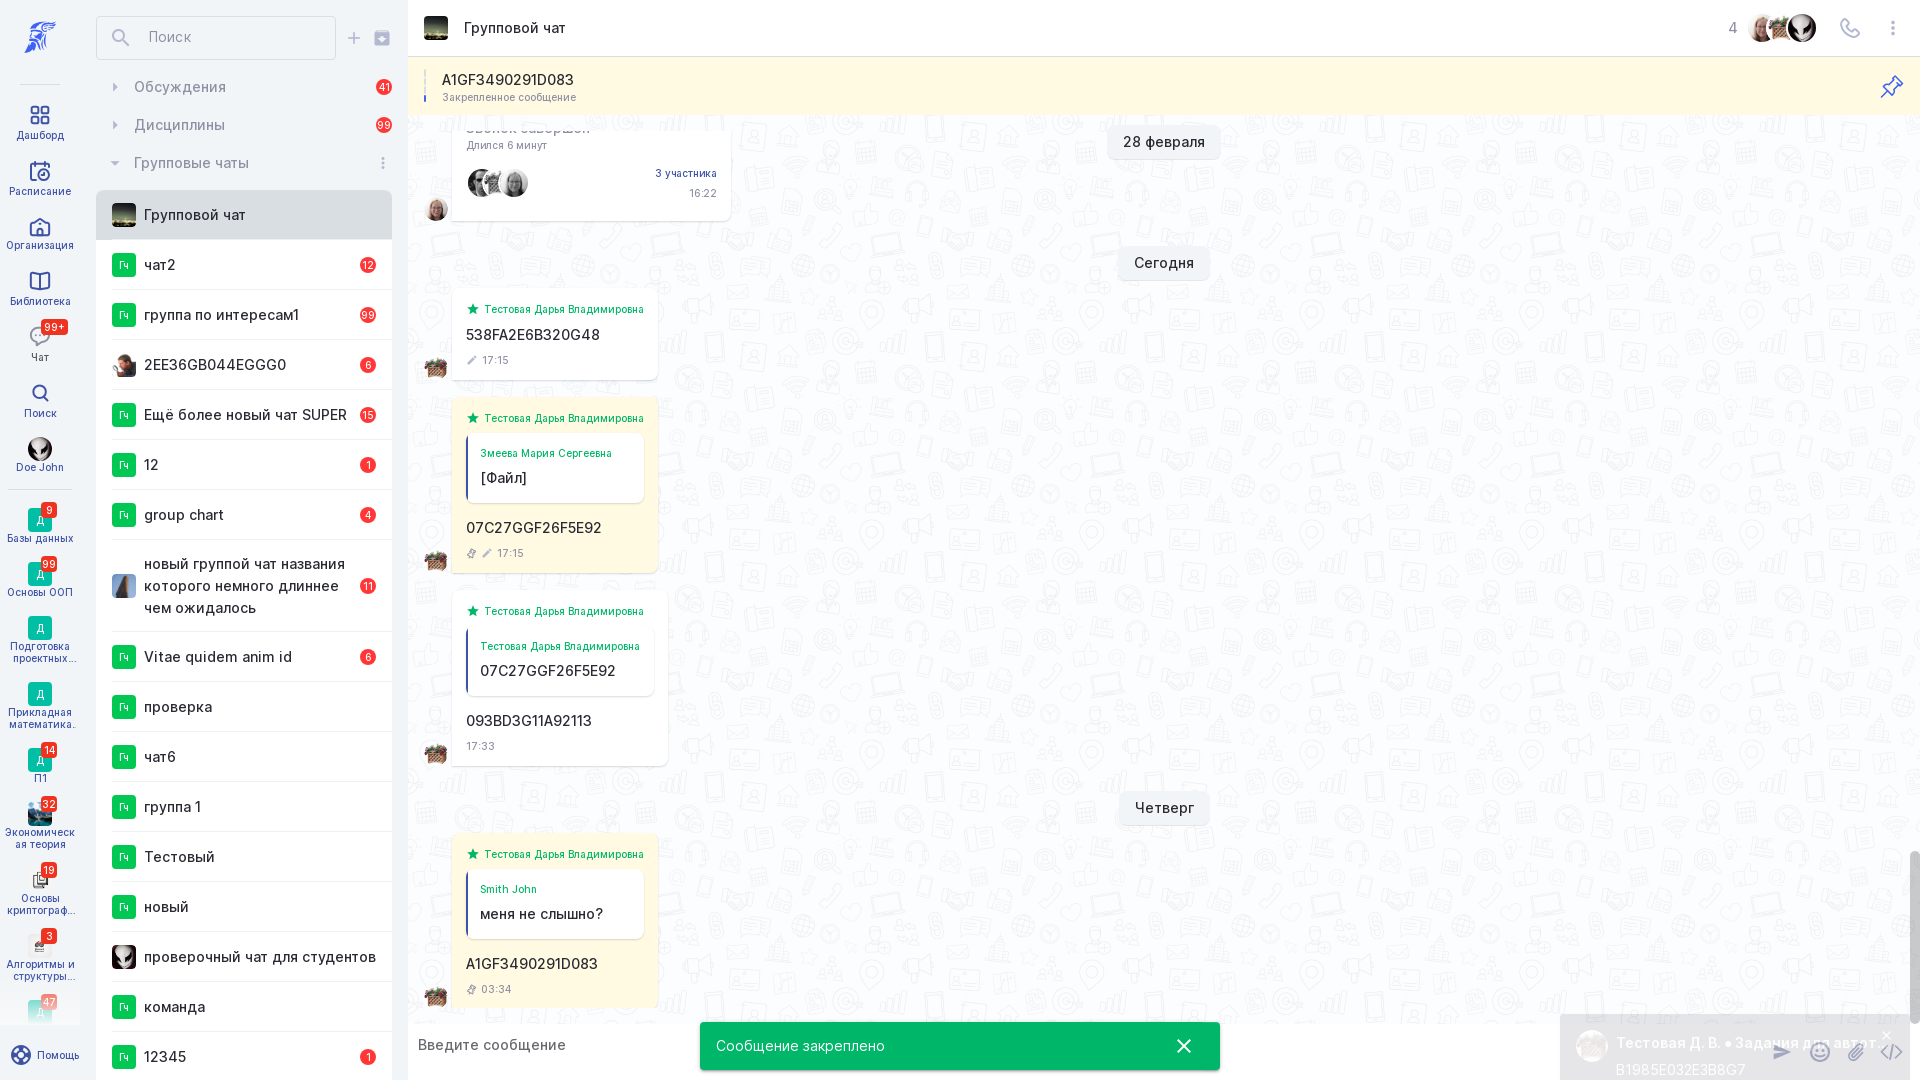 Поиск
Обсуждения
41
Дисциплины
99
Групповые чаты
Групповой чат
Гч
чат2
12
Гч
группа по интересам1
99
2EE36GB044EGGG0
6
Гч
Ещё более новый чат SUPER
15
Гч
12
1
Гч
group chart
4
новый группой чат названия
которого немного длиннее
чем ожидалось
11
Гч
Vitae quidem anim id
6
Гч
проверка
Гч
чат6
Гч
группа 1
Гч
Тестовый
Гч
новый
проверочный чат для студентов
Гч
команда
Гч
12345
1
Дашборд
Расписание
Организация
Библиотека
99+
Чат
Поиск
Doe John
9
Д
Базы данных
99
Д
Основы ООП
Д
Подготовка
проектных...
Д
Прикладная
математика..
14
Д
П1
32
Экономическ
ая теория
19
Основы
криптограф...
3
Алгоритмы и
структуры...
47
Д
Помощь
Групповой чат
4
A1GF3490291D083
Закрепленное сообщение
28 февраля
Длился 6 минут
3 участника
16:22
Сегодня
Тестовая Дарья Владимировна
538FA2E6B320G48
17:15
Тестовая Дарья Владимировна
Змеева Мария Сергеевна
[Файл]
07C27GGF26F5E92
17:15
Тестовая Дарья Владимировна
Тестовая Дарья Владимировна
07C27GGF26F5E92
093BD3G11A92113
17:33
Четверг
Тестовая Дарья Владимировна
Smith John
меня не слышно?
A1GF3490291D083
03:34
Введите сообщение
Сообщение закреплено
Тестовая Д. В. • Задания для автот...
B1985E032E3B8G7